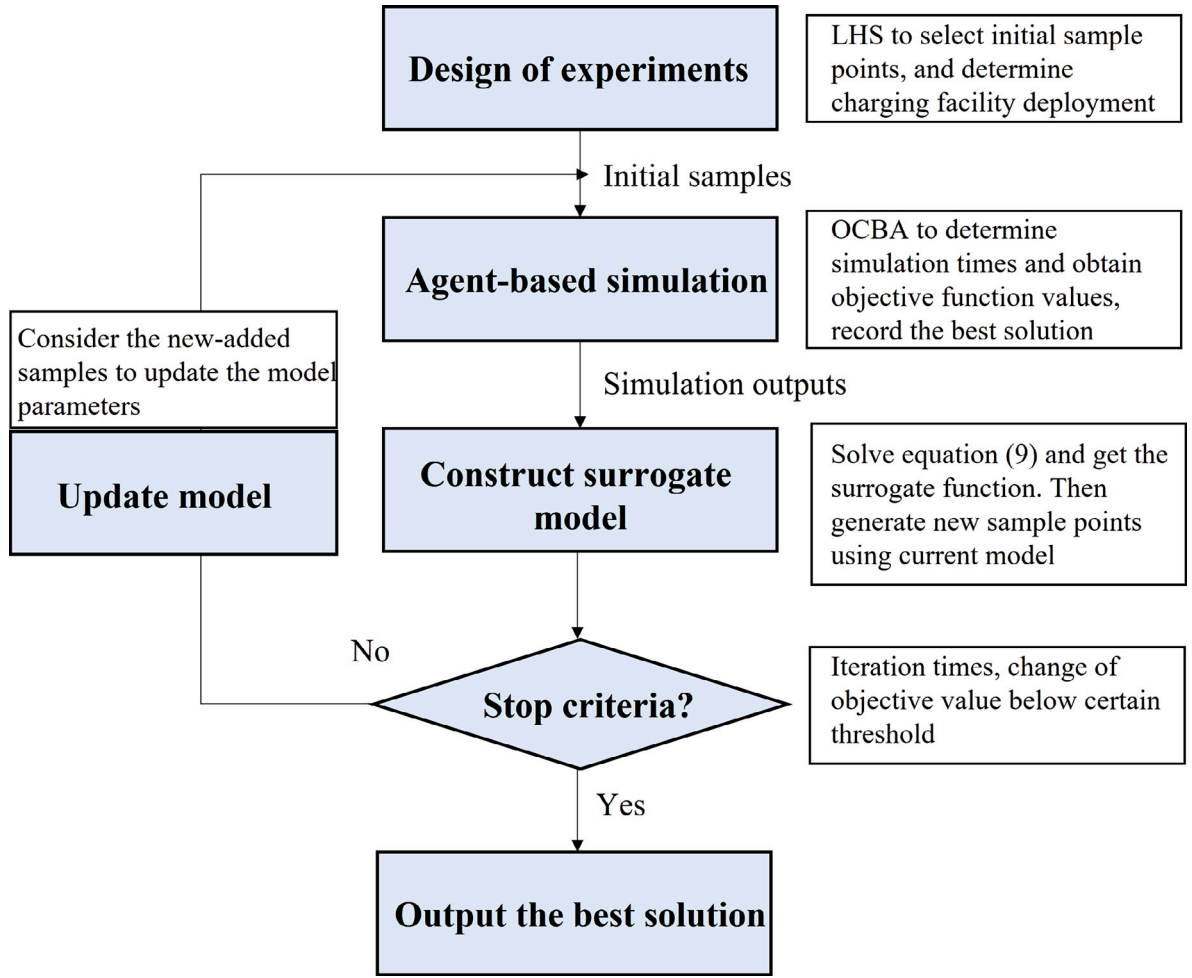 Design of experiments
LHS to select initial sample
points, and determine
charging facility deployment
Initial samples
Agent-based simulation
OCBA to determine
simulation times and obtain
objective function values,
record the best solution
Consider the new-added
samples to update the model
parameters
Simulation outputs
Update model
Construct surrogate
model
Solve equation (9) and get the
surrogate function. Then
generate new sample points
using current model
No
Stop criteria?
Iteration times, change of
objective value below certain
threshold
Yes
Output the best solution